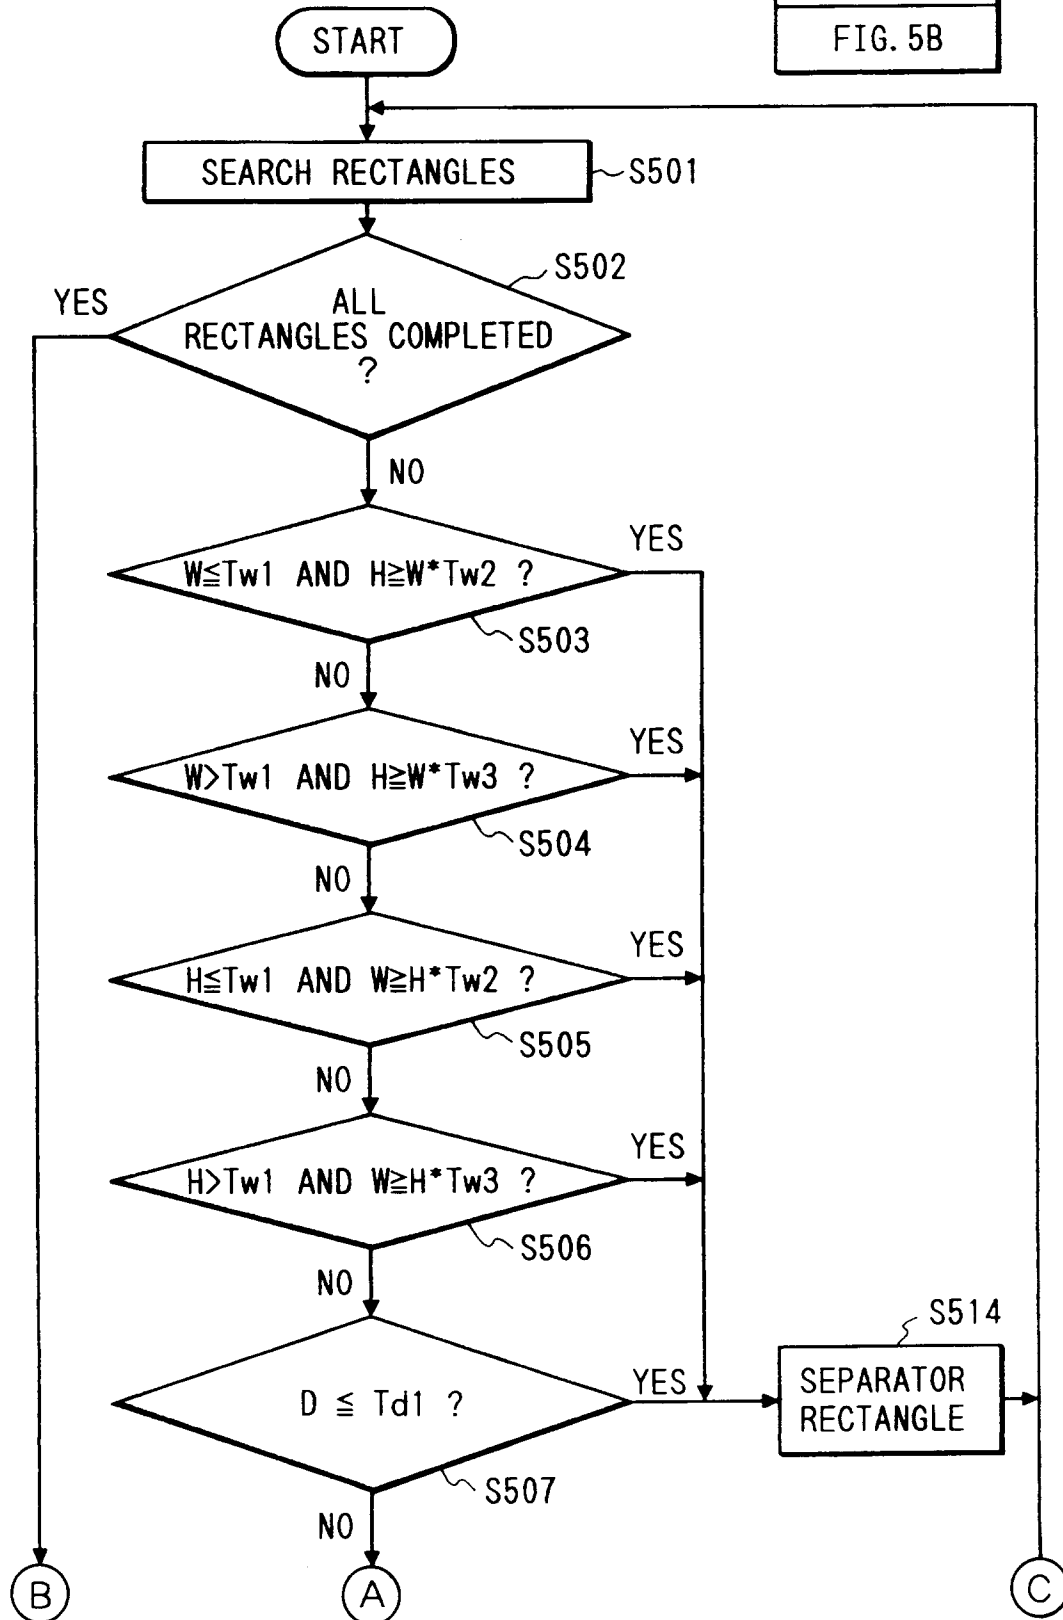 FIG. 5B
START
SEARCH RECTANGLES
S501
S502
YES
ALL
RECTANGLES COMPLETED
?
NO
YES
W≦Tw1 AND H≧W*Tw2 ?
S503
NO
YES
W>Tw1 AND H≧W*Tw3 ?
S504
NO
YES
H≦Tw1 AND W≧H*Tw2 ?
S505
NO
YES
H>Tw1 AND W≧H*Tw3 ?
S506
NO
S514
YES
D ≦ Td1 ?
SEPARATOR
RECTANGLE
S507
NO
B
A
C